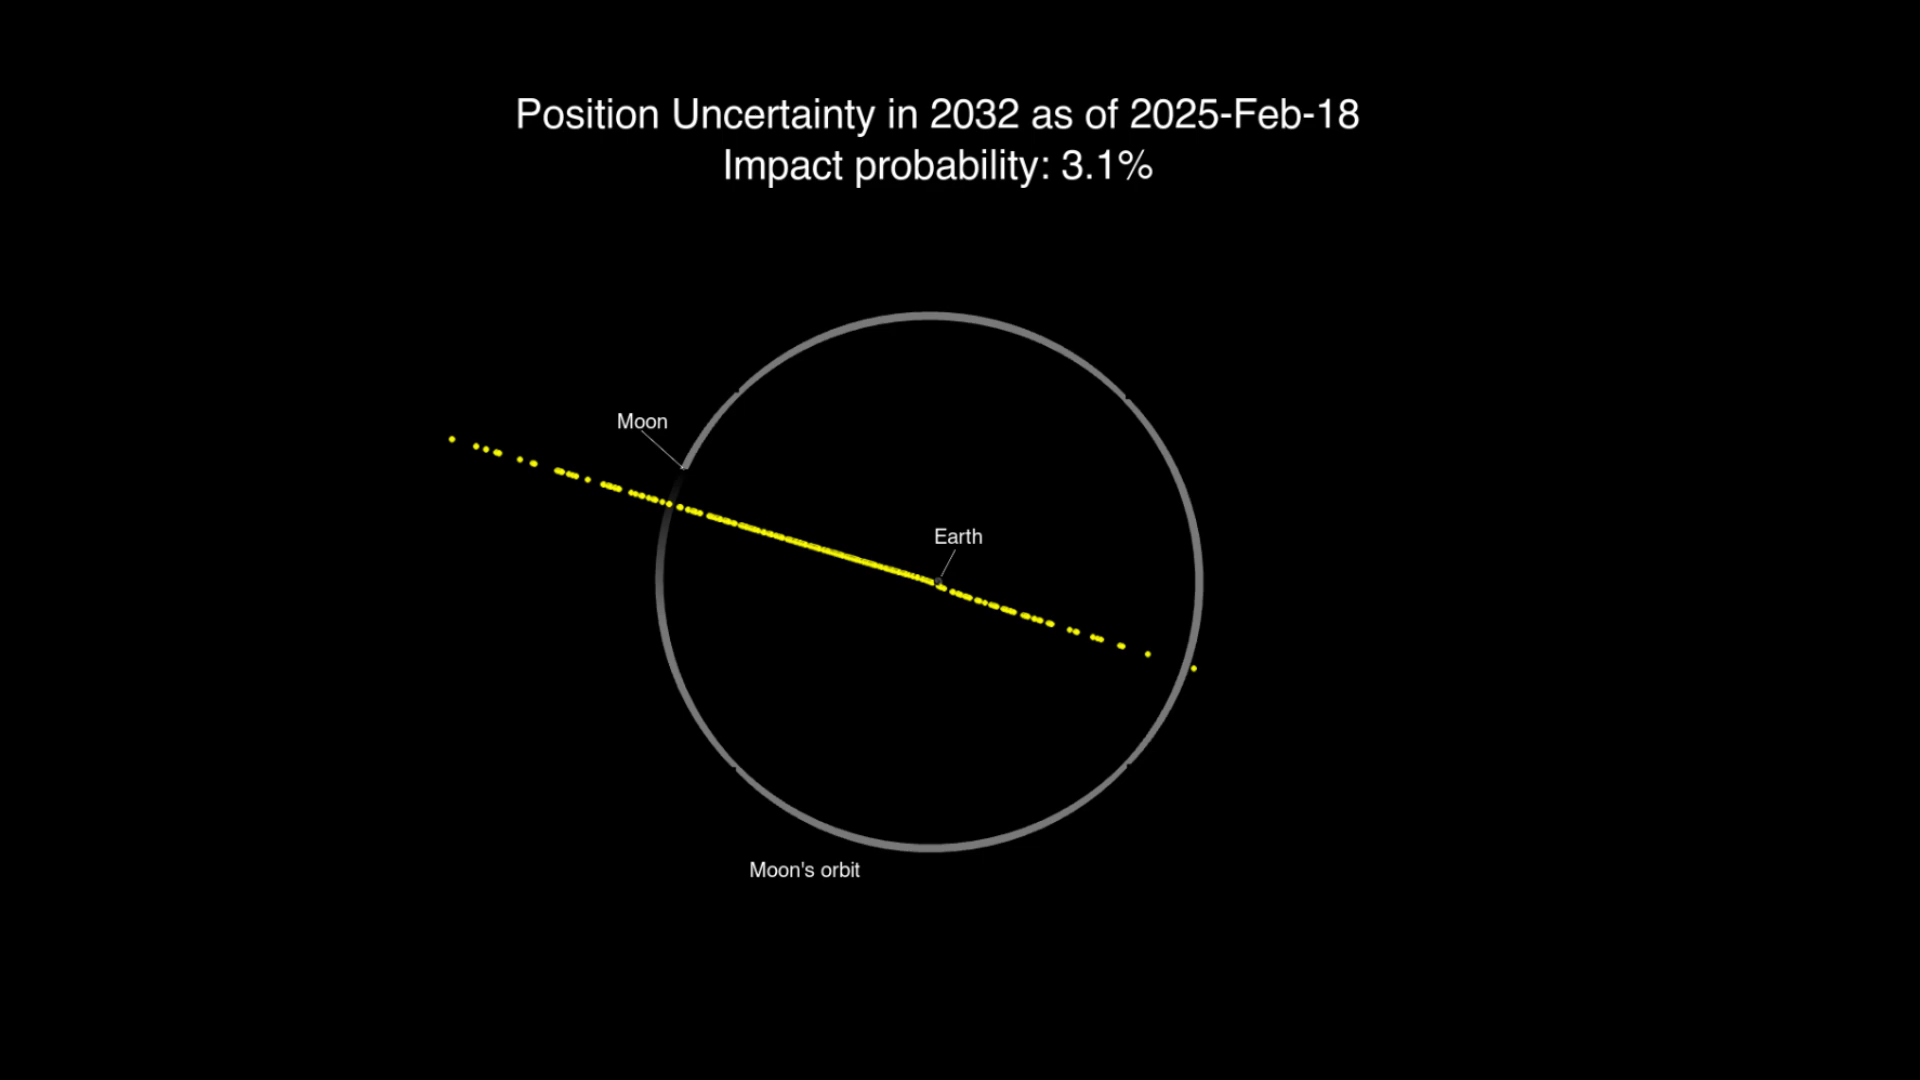 Position Uncertainty in 2032 as of 2025-Feb-18
Impact probability: 3.1%
Moon
Earth
Moon's orbit